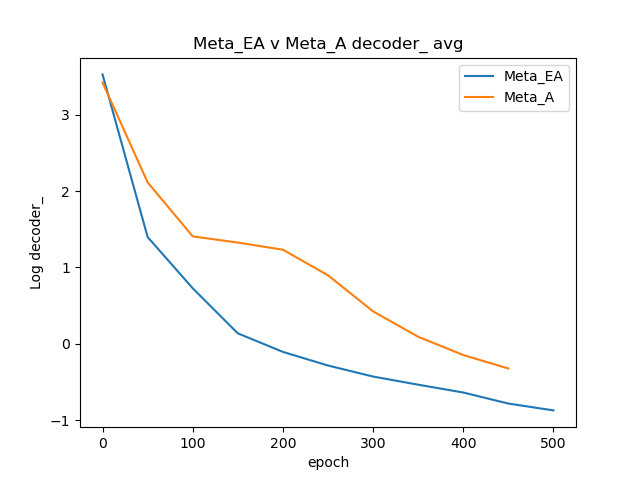 Meta_EA v Meta_A decoder_ avg
Meta_EA
Meta_A
Log decoder_
3
2
1
0
−1
0 100 200 300 400 500
epoch